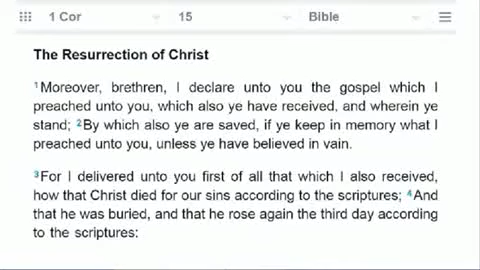 1 Cor 15 Bible
The Resurrection of Christ
1Moreover, brethren, I declare unto you the gospel which I
preached unto you, which also ye have received, and wherein ye
stand; 2By which also ye are saved, if ye keep in memory what I
preached unto you, unless ye have believed in vain.
3For I delivered unto you first of all that which I also received,
how that Christ died for our sins according to the scriptures; 4And
that he was buried, and that he rose again the third day according
to the scriptures: